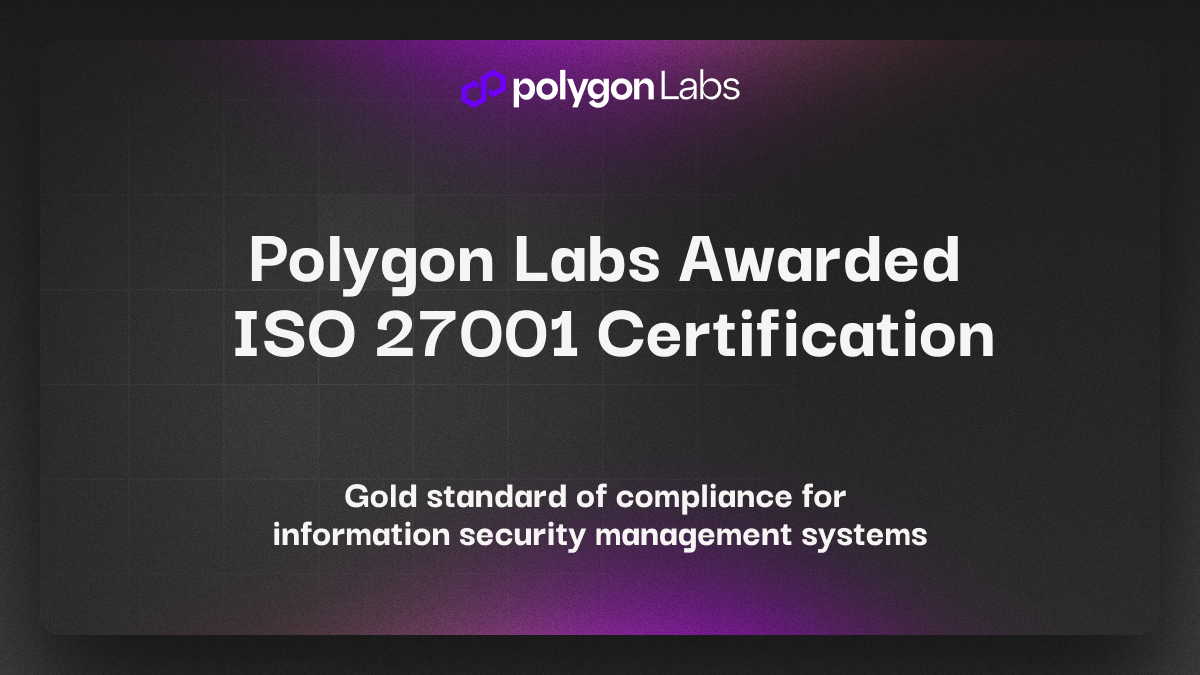 polygon Labs
Polygon Labs Awarded
ISO 27001 Certification
Gold standard of compliance for
information security management systems